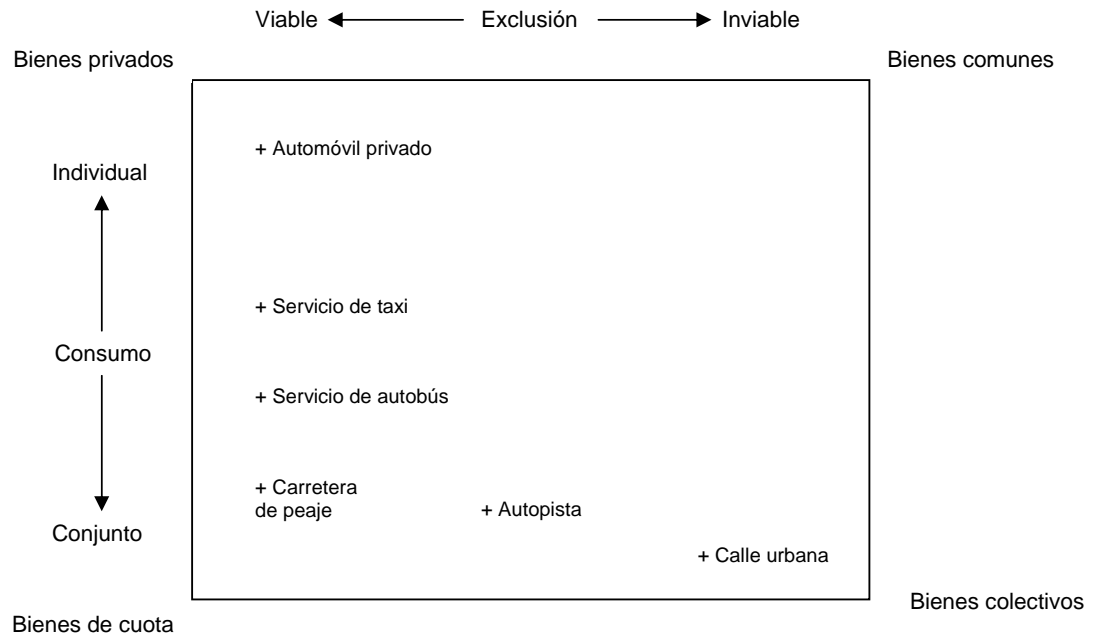 Viable Exclusión Inviable
Bienes privados
Bienes comunes
+ Automóvil privado
Individual
+ Servicio de taxi
Consumo
+ Servicio de autobús
+ Carretera
de peaje
+ Autopista
Conjunto
+ Calle urbana
Bienes colectivos
Bienes de cuota